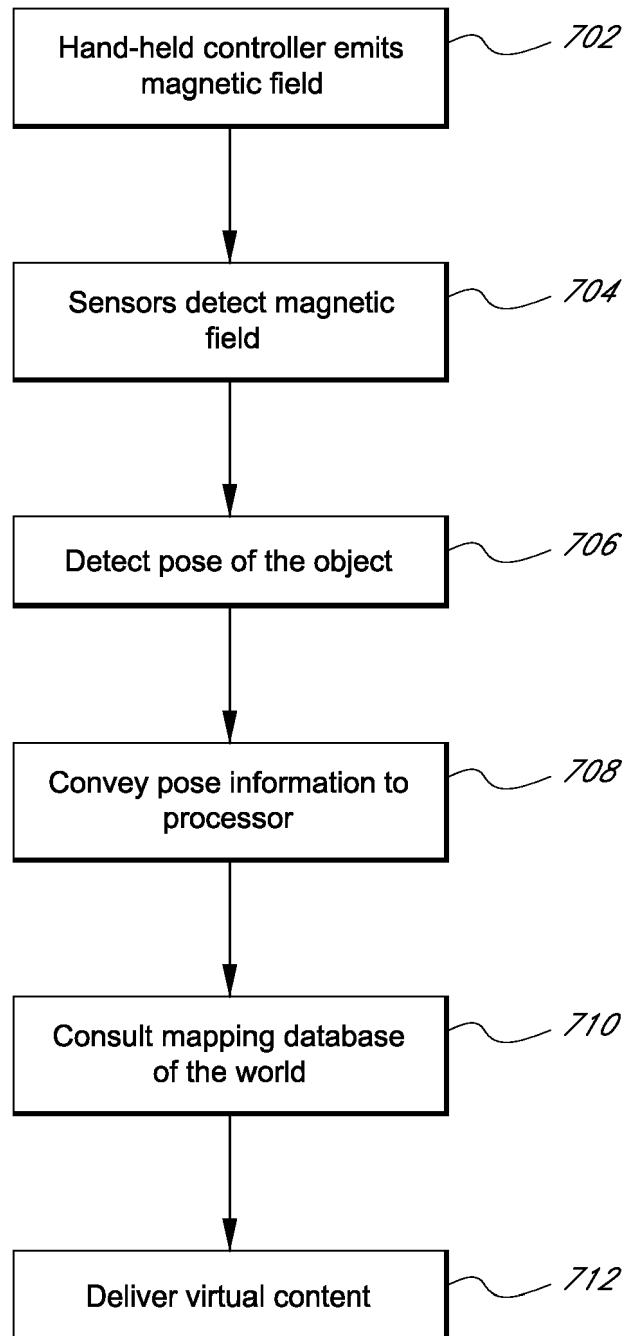 Hand-held controller emits
magnetic field
702
Sensors detect magnetic
field
704
Detect pose of the object
706
Convey pose information to
processor
708
Consult mapping database
of the world
710
Deliver virtual content
712